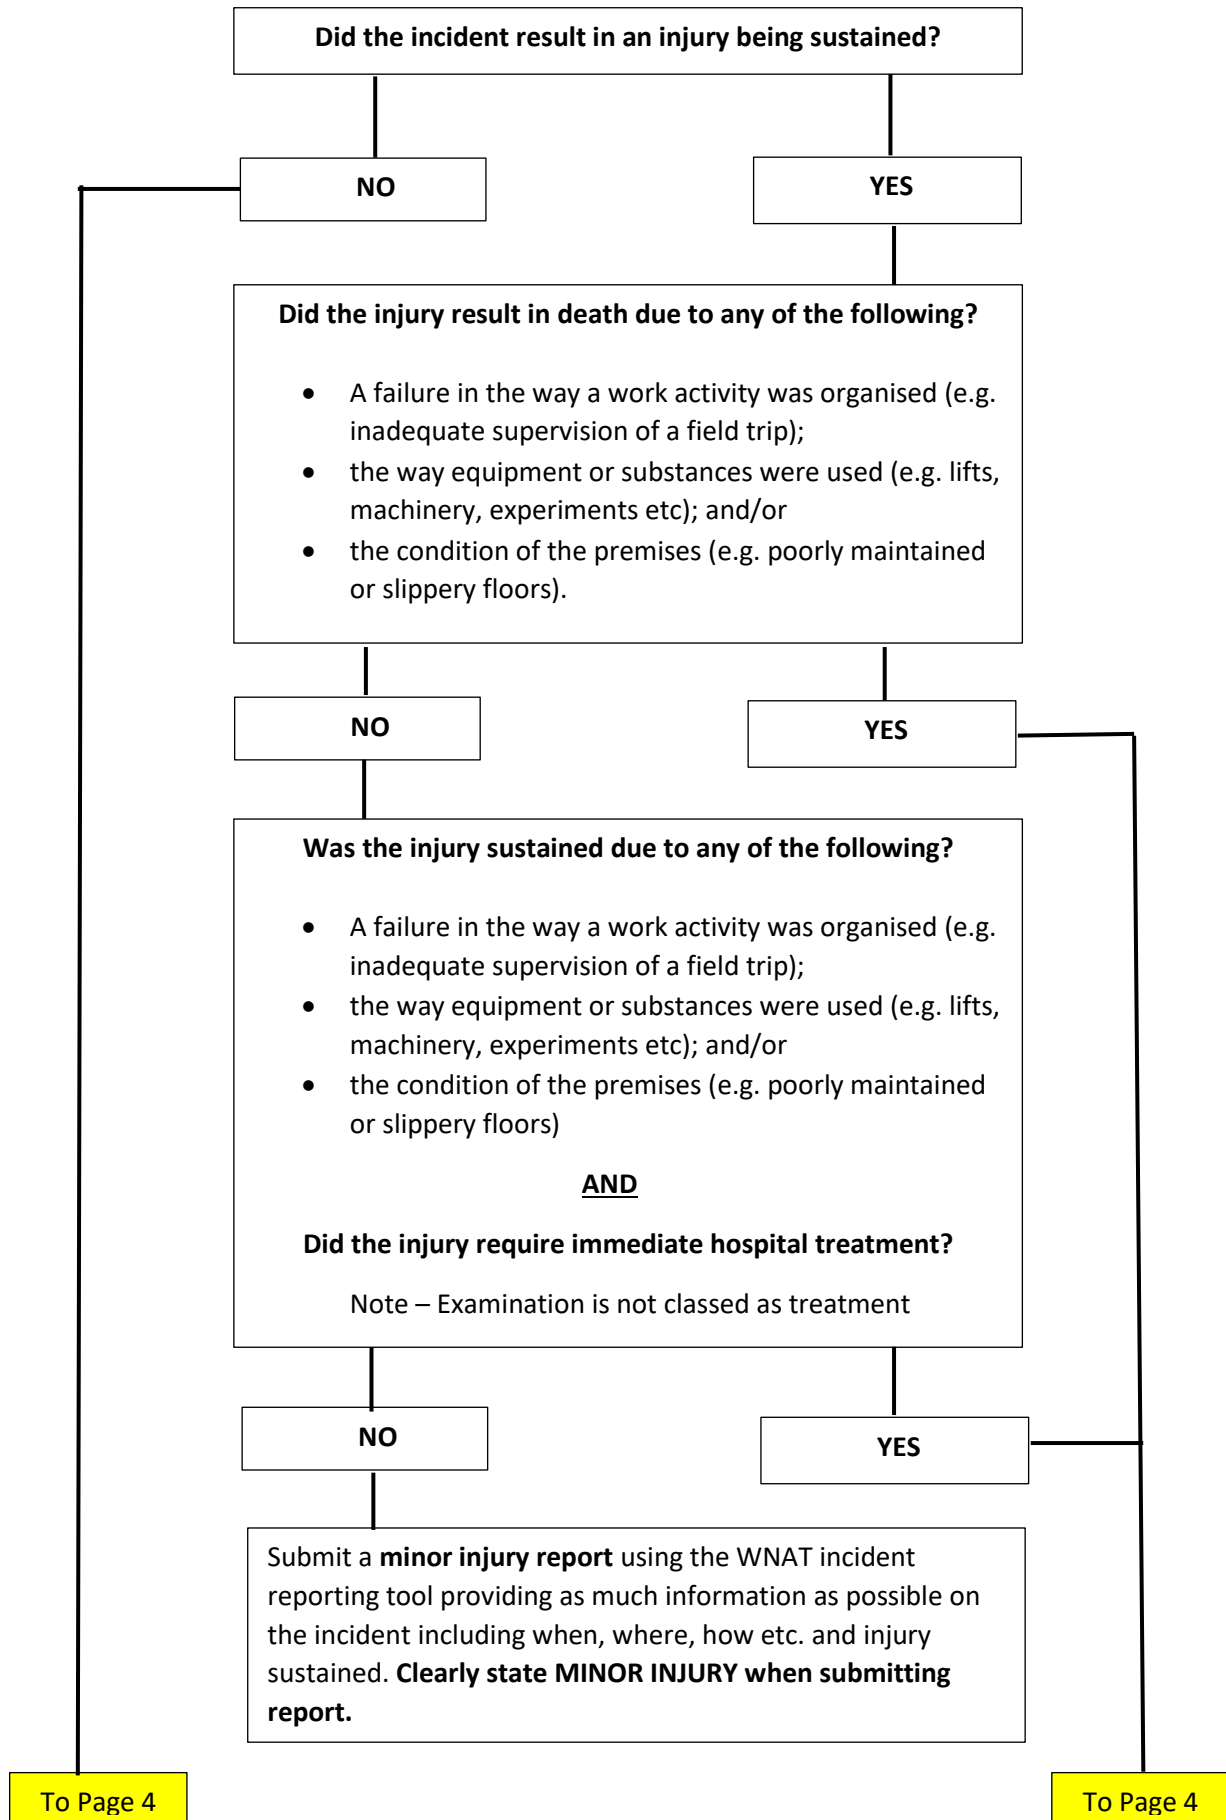 Did the incident result in an injury being sustained?
NO
YES
Did the injury result in death due to any of the following?
• A failure in the way a work activity was organised (e.g.
inadequate supervision of a field trip);
• the way equipment or substances were used (e.g. lifts,
machinery, experiments etc); and/or
• the condition of the premises (e.g. poorly maintained
or slippery floors).
NO
YES
Was the injury sustained due to any of the following?
• A failure in the way a work activity was organised (e.g.
inadequate supervision of a field trip);
• the way equipment or substances were used (e.g. lifts,
machinery, experiments etc); and/or
• the condition of the premises (e.g. poorly maintained
or slippery floors)
AND
Did the injury require immediate hospital treatment?
Note – Examination is not classed as treatment
NO
YES
Submit a minor injury report using the WNAT incident
reporting tool providing as much information as possible on
the incident including when, where, how etc. and injury
sustained. Clearly state MINOR INJURY when submitting
report.
To Page 4
To Page 4